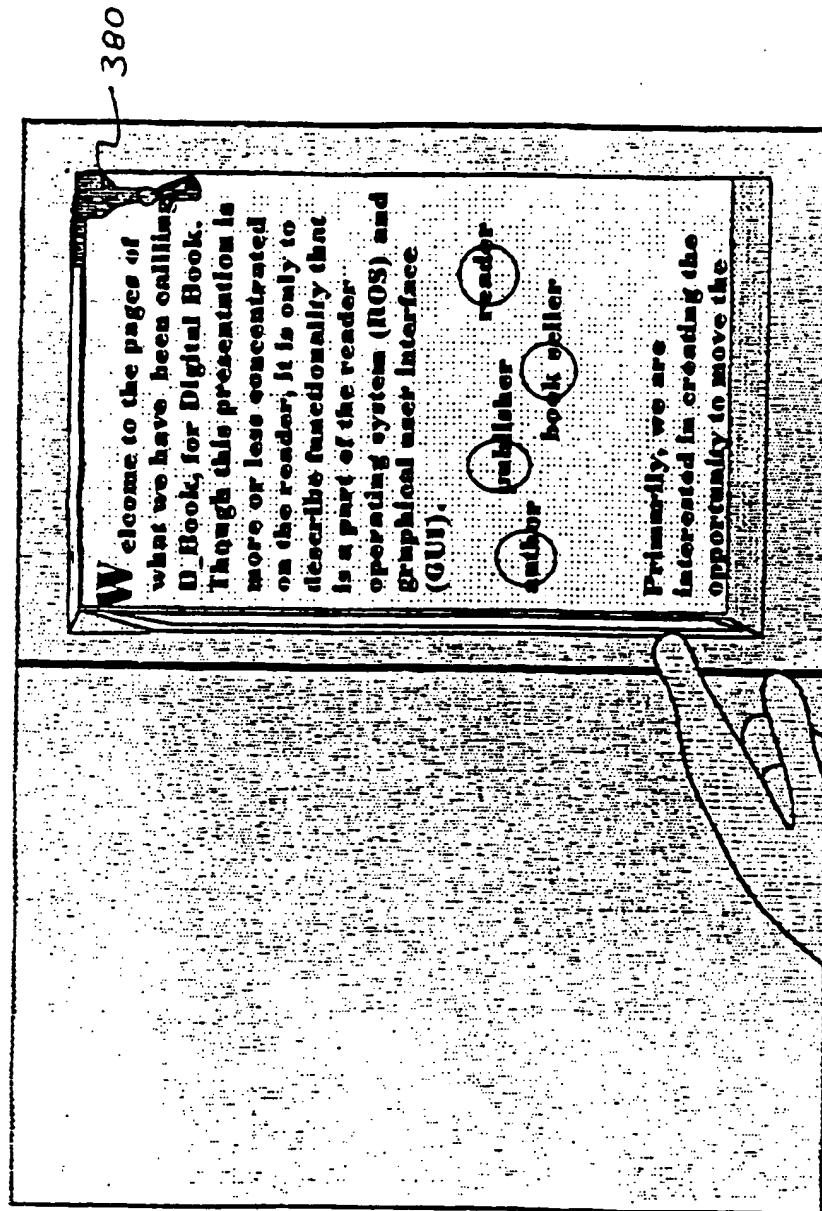 380
Welcome to the pages of
what we have been calliing
D_Book, for Digital Book.
Though this presentation is
more or less concentrated
on the reader, it is only to
describe functionality that
is a part of the reader
operating system (ROS) and
graphical user interface
(GUI).
author publisher reader
book seller
Primarily, we are
interested in creating the
opportunity to move the